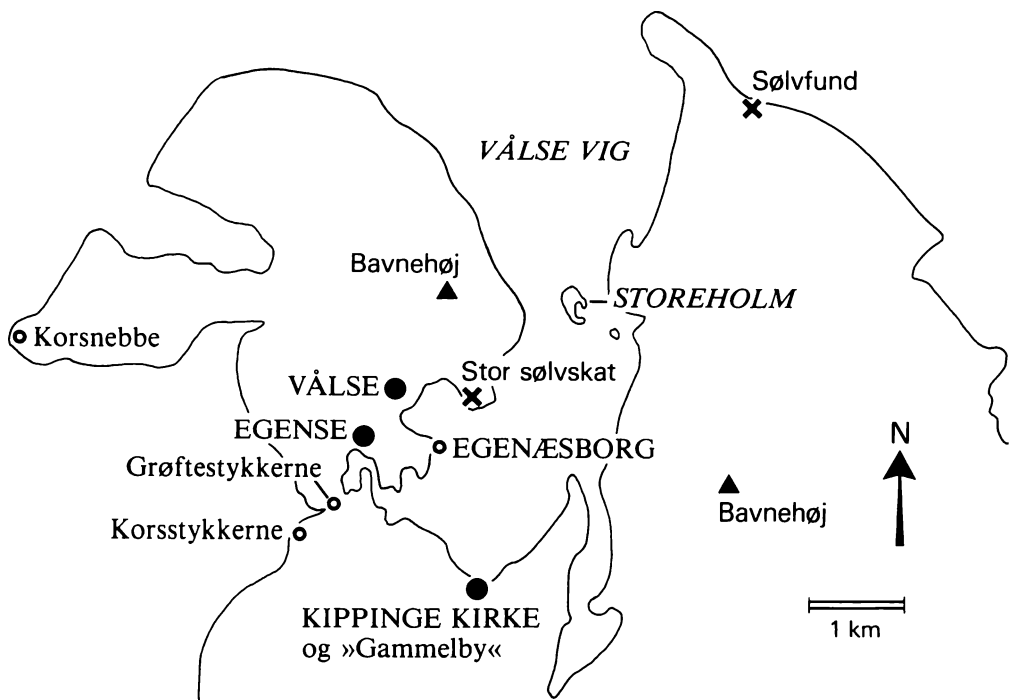 Sølvfund
VÅLSE VIG
Bavnehøj
STOREHOLM
Korsnebbe
Stor sølvskat
VÅLSE
EGENSE
EGENÆSBORG
N
Grøftestykkerne
Bavnehøj
Korsstykkerne
KIPPINGE KIRKE
og »Gammelby«
1 km